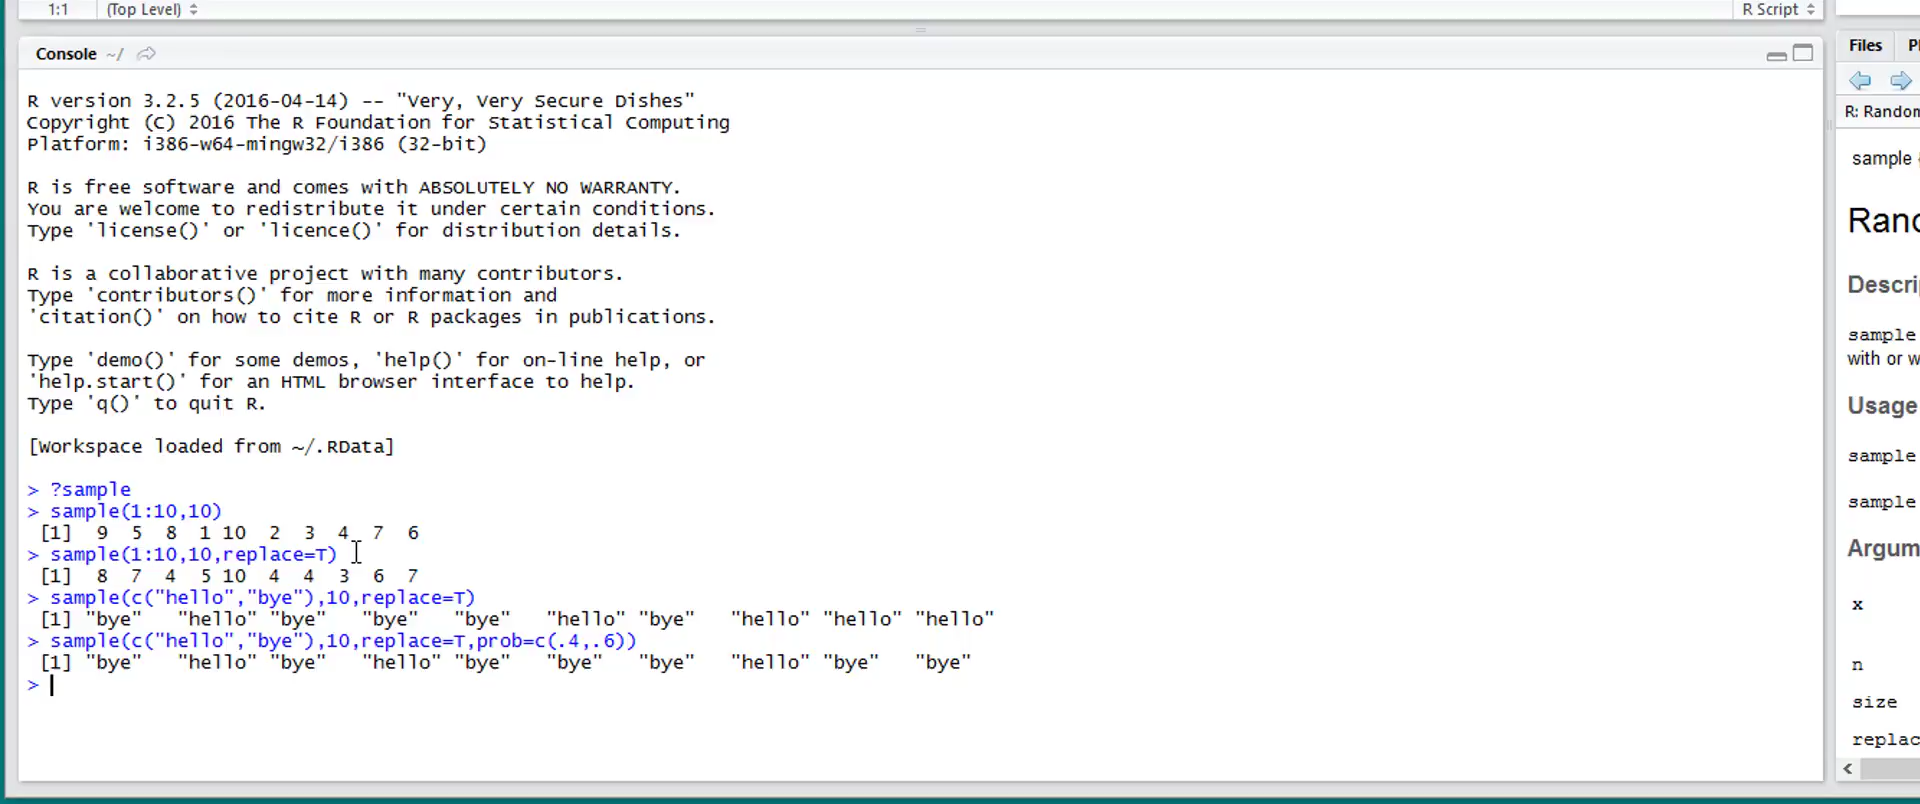 1:1 (Top Level) R Script
Console ~/
Files
R version 3.2.5 (2016-04-14) -- "Very, Very Secure Dishes"
Copyright (C) 2016 The R Foundation for Statistical Computing
Platform: i386-w64-mingw32/i386 (32-bit)
R is free software and comes with ABSOLUTELY NO WARRANTY.
You are welcome to redistribute it under certain conditions.
Type 'license()' or 'licence()' for distribution details.
R is a collaborative project with many contributors.
Type 'contributors()' for more information and
'citation()' on how to cite R or R packages in publications.
Type 'demo()' for some demos, 'help()' for on-line help, or
'help.start()' for an HTML browser interface to help.
Type 'q()' to quit R.
[Workspace loaded from ~/.RData]
> ?sample
> sample(1:10,10)
[1] 9 5 8 1 10 2 3 4 7 6
> sample(1:10,10,replace=T)
[1] 8 7 4 5 10 4 4 3 6 7
> sample(c("hello","bye"),10,replace=T)
[1] "bye" "hello" "bye" "bye" "bye" "hello" "bye" "hello" "hello" "hello"
> sample(c("hello","bye"),10,replace=T,prob=c(.4,.6))
[1] "bye" "hello" "bye" "hello" "bye" "bye" "bye" "hello" "bye" "bye"
>
R: Random
sample
Ranc
Descri
sample
with or w
Usage
sample
sample
Argum
x
n
size
replac